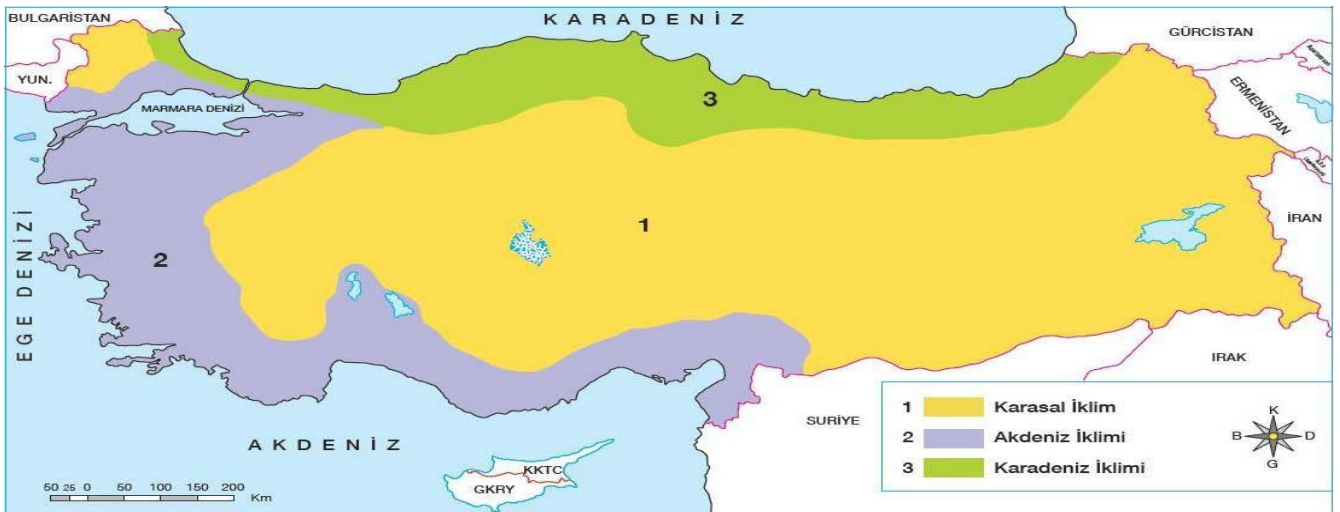 BULGARİSTAN
KARADENİZ
GÜRCİSTAN
YUN.
MARMARA DENİZİ
ERMENİSTAN
3
1
2
EGE DENİZİ
İRAN
IRAK
SURİYE
AKDENİZ
KKTC
GKRY
50 25 0 50 100 150 200
Km
1 Karasal İklim
2 Akdeniz İklimi
3 Karadeniz İklimi
K
B D
G